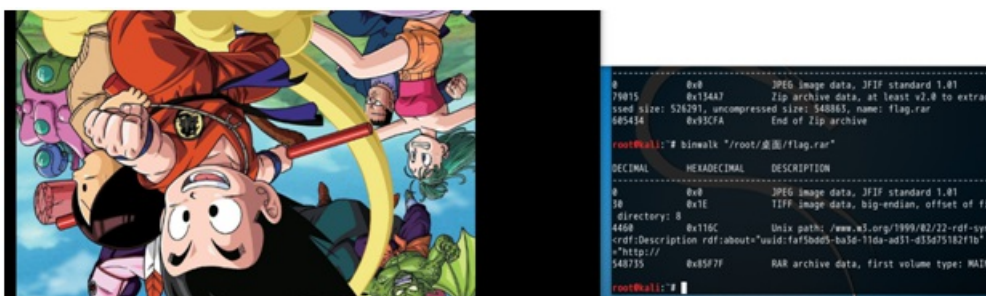 0 0x0 JPEG image data, JFIF standard 1.01
79015 0x134A7 Zip archive data, at least v2.0 to extrac
ssed size: 526291, uncompressed size: 548865, name: flag.rar
605434 0x93CFA End of Zip archive
root@kali:~# binwalk "/root/桌面/flag.rar"
DECIMAL HEXADECIMAL DESCRIPTION
0 0x0 JPEG image data, JFIF standard 1.01
30 0x1E TIFF image data, big-endian, offset of fi
directory: 8
4460 0x116C Unix path: /www.w3.org/1999/02/22-rdf-syn
<rdf:Description rdf:about="uuid:faf5bdd5-ba3d-11da-ad31-d33d75182f1b"
="http://
548735 0x85F7F RAR archive data, first volume type: MAIN
root@kali:~#